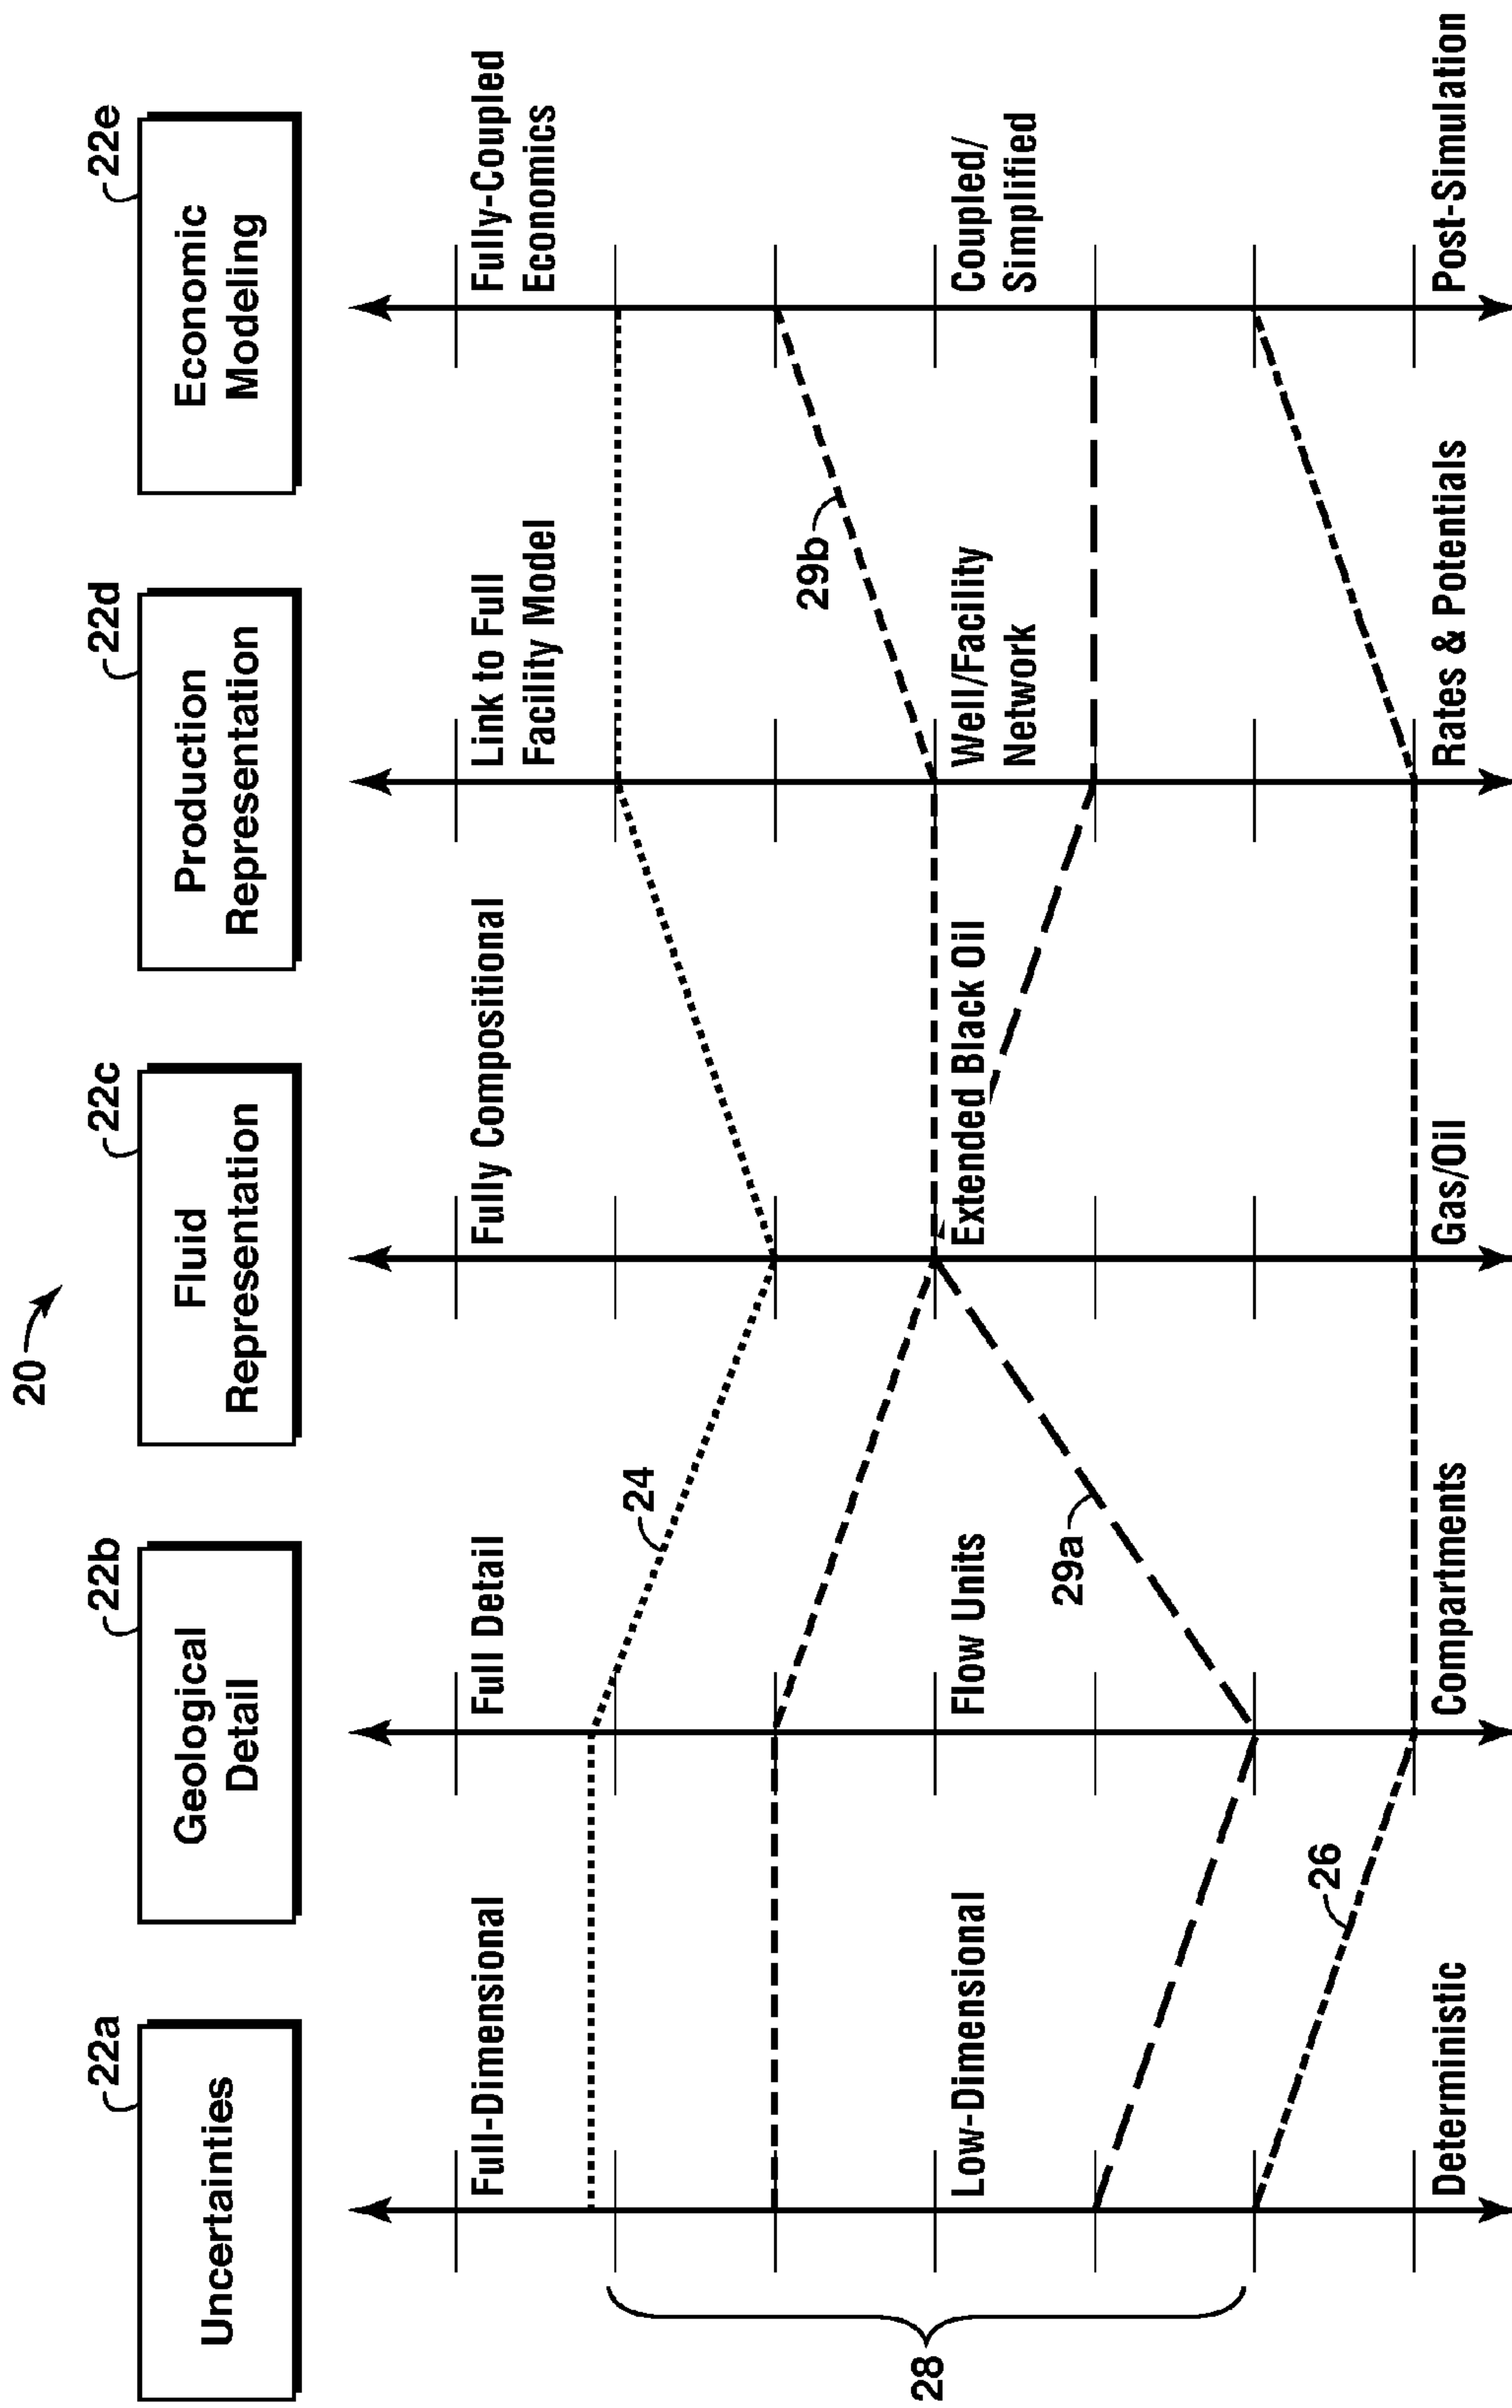 20
22a
22b
22c
22d
22e
Uncertainties
Geological
Detail
Fluid
Representation
Production
Representation
Economic
Modeling
Full-Dimensional
Full Detail
Fully Compositional
Link to Full
Facility Model
Fully-Coupled
Economics
24
29b
28
Low-Dimensional
Flow Units
Extended Black Oil
Well/Facility
Network
Coupled/
Simplified
29a
26
Deterministic
Compartments
Gas/Oil
Rates & Potentials
Post-Simulation